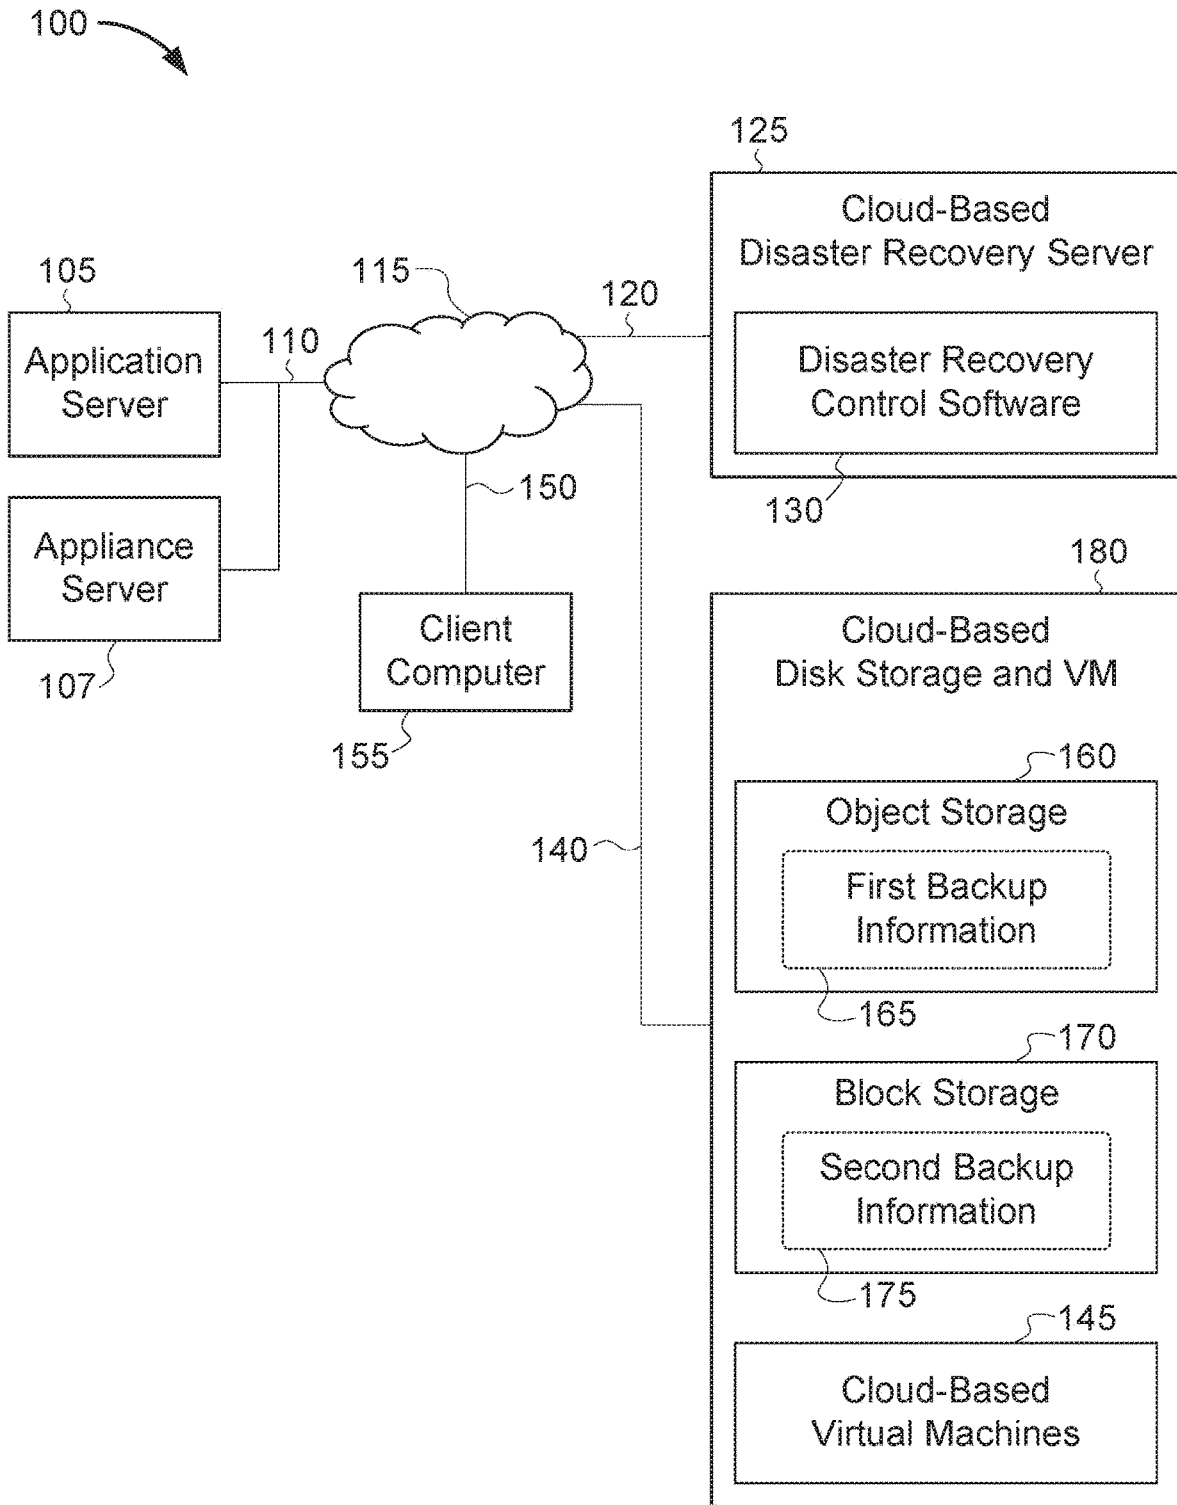 100
125
Cloud-Based
Disaster Recovery Server
105
115
120
Application
Server
110
Disaster Recovery
Control Software
130
150
Appliance
Server
107
Client
Computer
155
180
Cloud-Based
Disk Storage and VM
140
160
Object Storage
First Backup
Information
165
170
Block Storage
Second Backup
Information
175
145
Cloud-Based
Virtual Machines